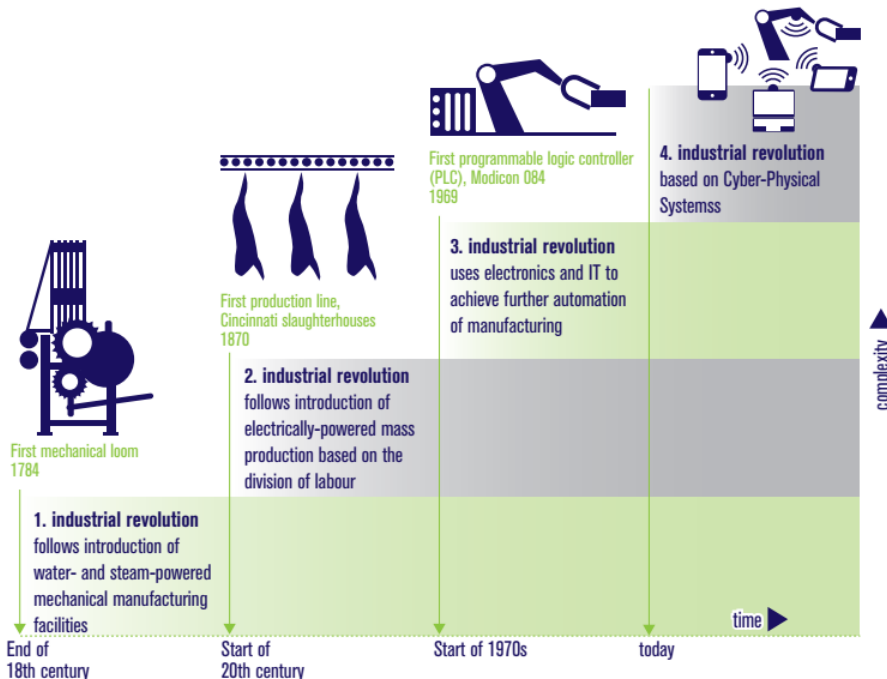 First mechanical loom
1784
First production line,
Cincinnati slaughterhouses
1870
First programmable logic controller
(PLC), Modicon 084
1969
4. industrial revolution
based on Cyber-Physical
Systemss
3. industrial revolution
uses electronics and IT to
achieve further automation
of manufacturing
2. industrial revolution
follows introduction of
electrically-powered mass
production based on the
division of labour
1. industrial revolution
follows introduction of
water- and steam-powered
mechanical manufacturing
facilities
complexity
time
End of
18th century
Start of
20th century
Start of 1970s
today